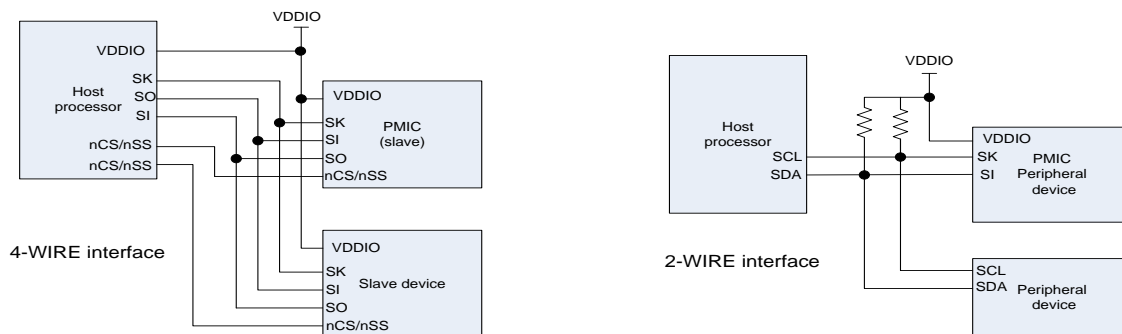 VDDIO
VDDIO
Host
processor
SK
SO
SI
nCS/nSS
nCS/nSS
VDDIO
SK
SI
SO
nCS/nSS
PMIC
(slave)
4-WIRE interface
VDDIO
SK
SI
SO
nCS/nSS
Slave device
VDDIO
Host
processor
SCL
SDA
VDDIO
SK
SI
PMIC
Peripheral
device
2-WIRE interface
SCL
SDA
Peripheral
device